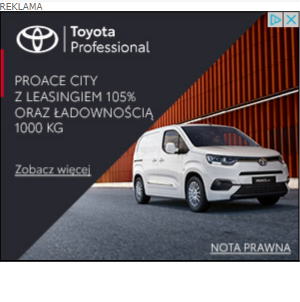 REKLAMA
Toyota
Professional
PROACE CITY
Z LEASINGIEM 105%
ORAZ ŁADOWNOŚCIĄ
1000 KG
Zobacz więcej
NOTA PRAWNA